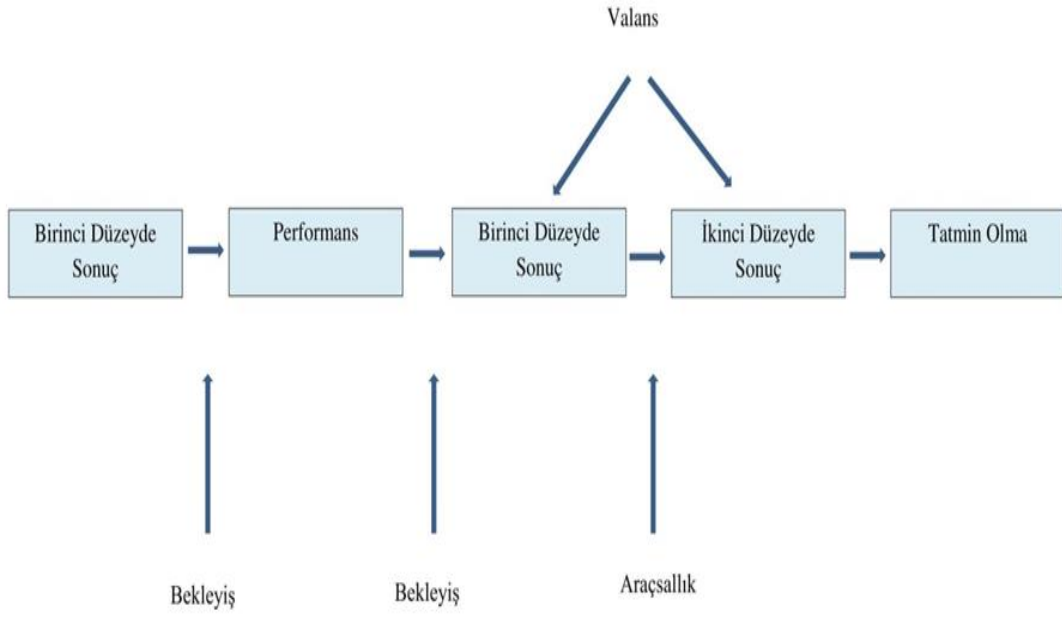 Valans
Birinci Düzeyde
Sonuç
Performans
Birinci Düzeyde
Sonuç
İkinci Düzeyde
Sonuç
Tatmin Olma
Bekleyiş
Bekleyiş
Araçsallık